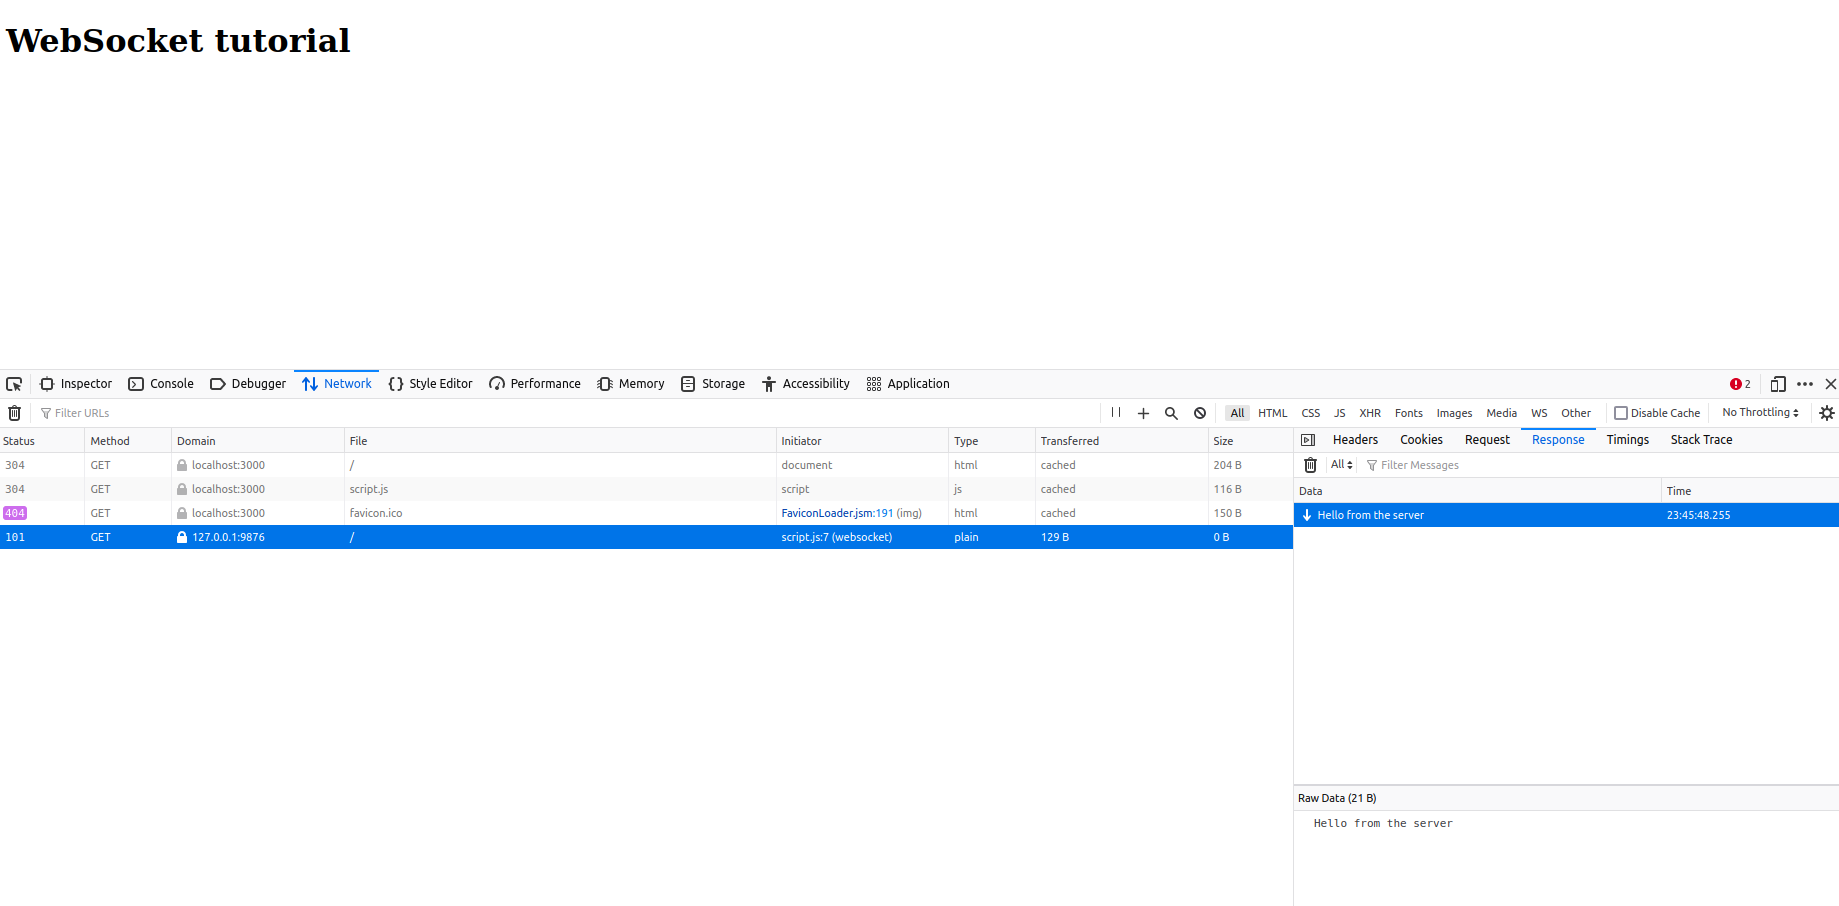 WebSocket tutorial
Inspector Console Debugger Network Style Editor Performance Memory Storage Accessibility Application 2
Filter URLs All HTML CSS JS XHR Fonts Images Media WS Other Disable Cache No Throttling
Status Method Domain File Initiator Type Transferred Size
304 GET localhost:3000 / document html cached 204 B
304 GET localhost:3000 script.js script js cached 116 B
404 GET localhost:3000 favicon.ico FaviconLoader.jsm:191 (img) html cached 150 B
101 GET 127.0.0.1:9876 / script.js:7 (websocket) plain 129 B 0 B
Headers Cookies Request Response Timings Stack Trace
All Filter Messages
Data Time
Hello from the server 23:45:48.255
Raw Data (21 B)
Hello from the server